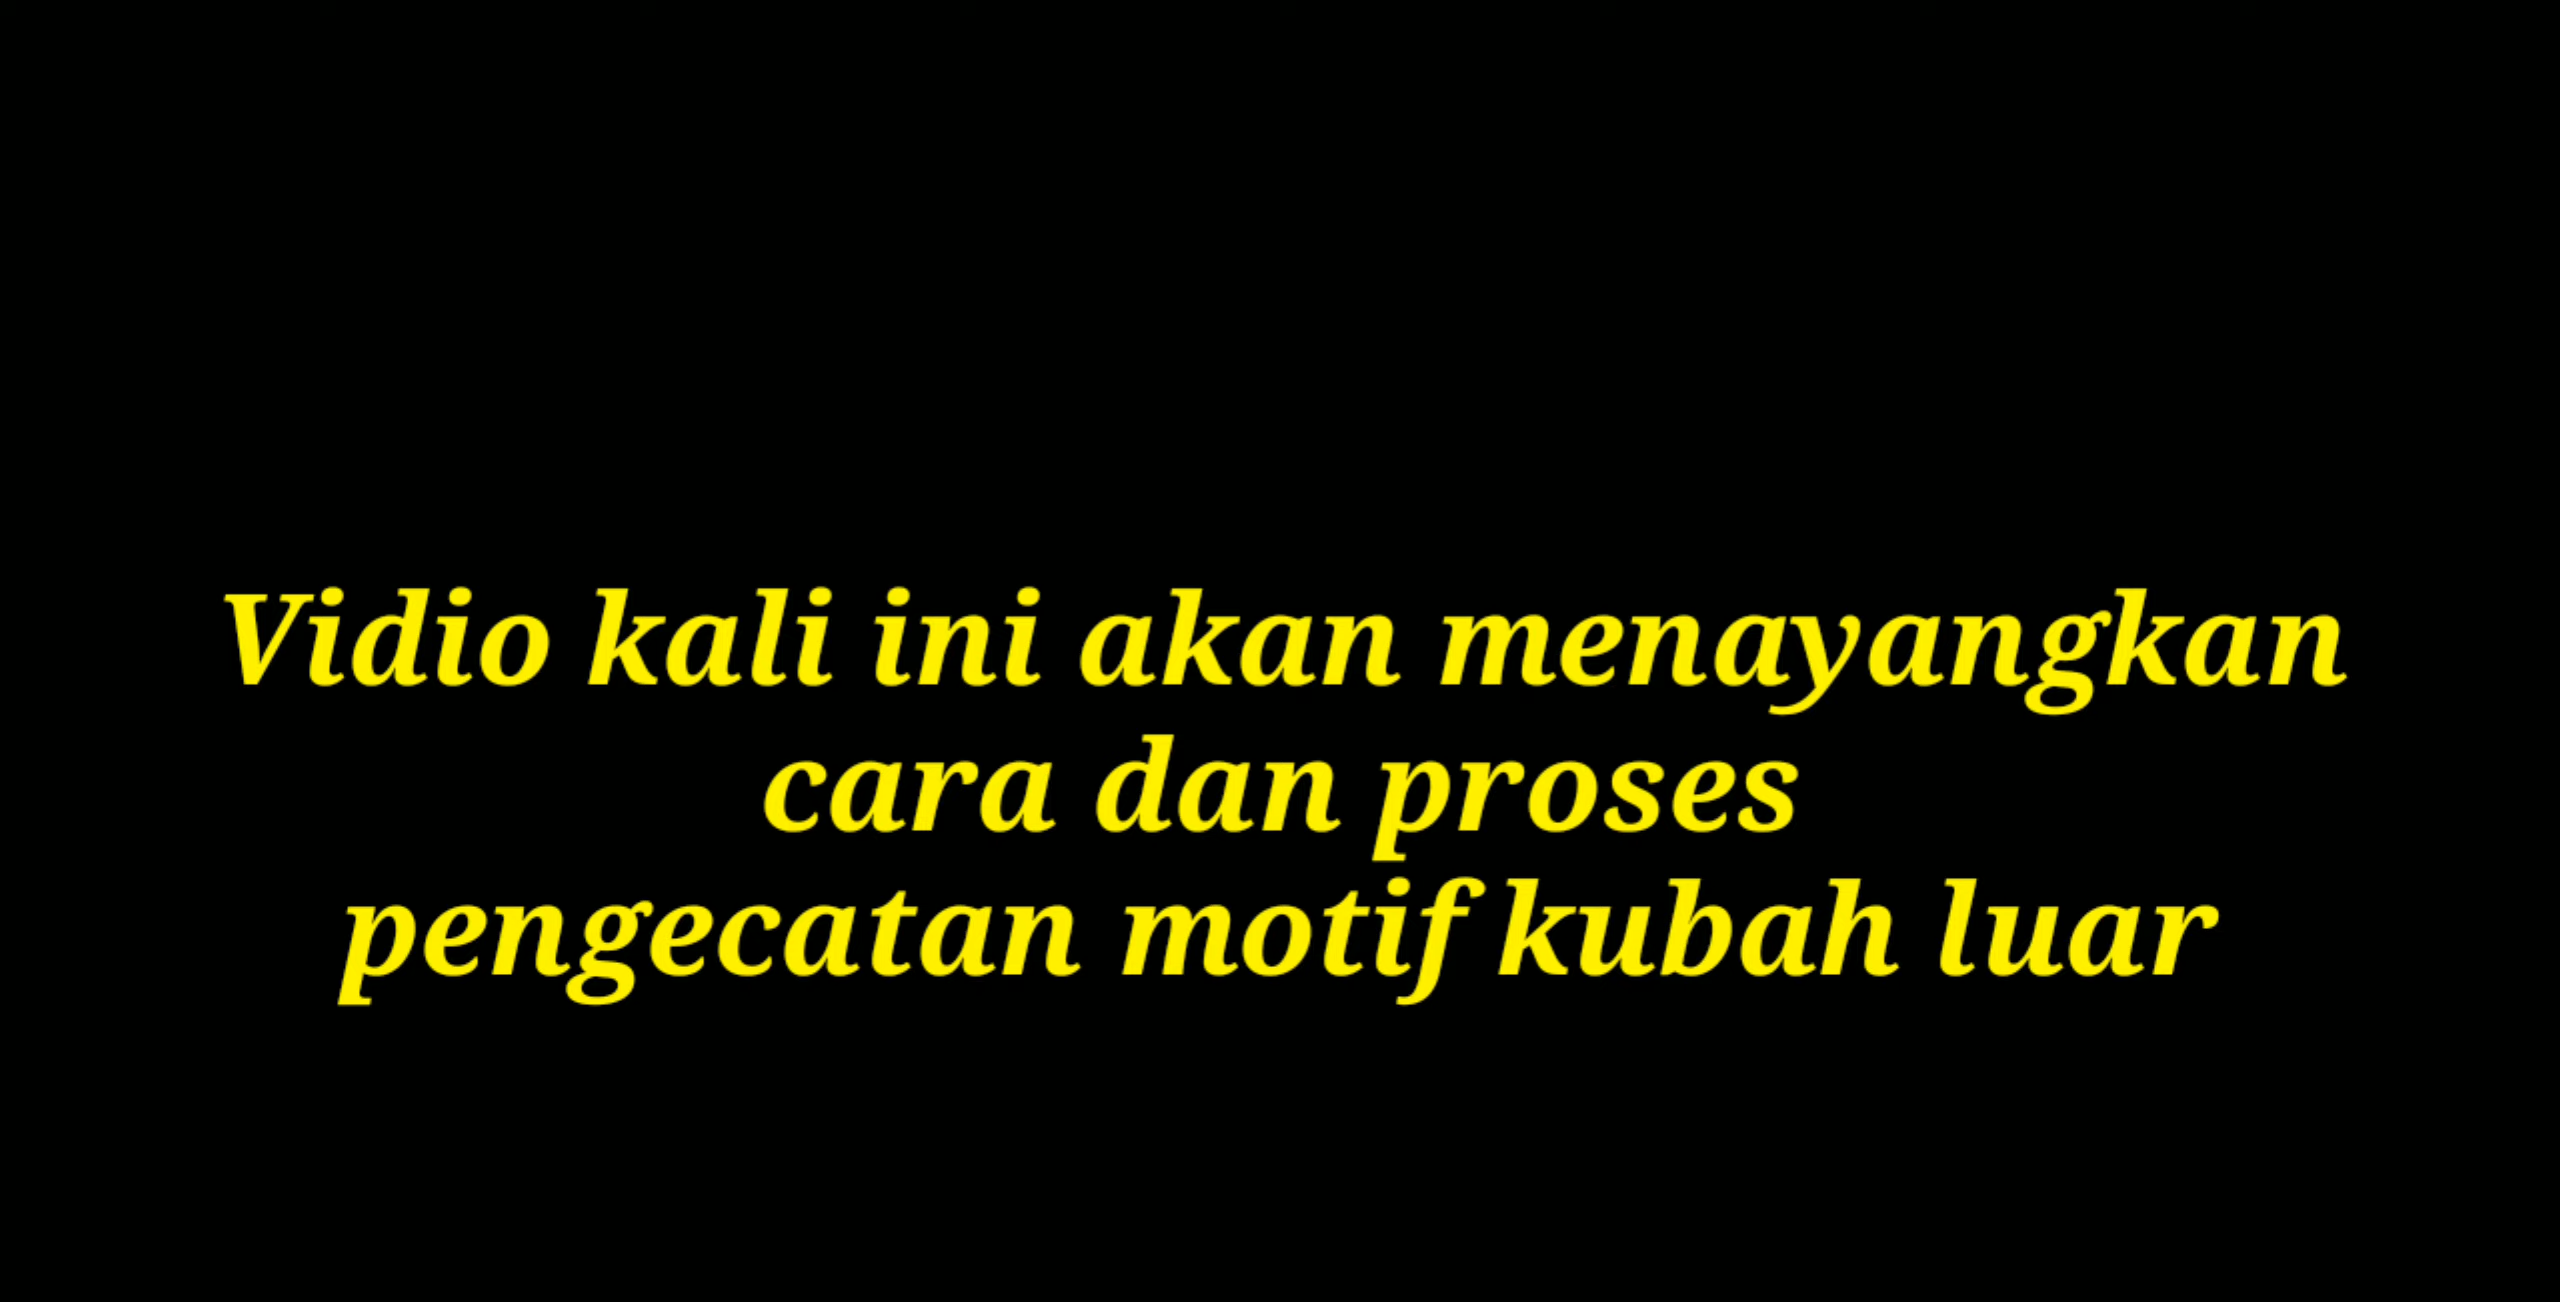 Vidio kali ini akan menayangkan
cara dan proses
pengecatan motif kubah luar